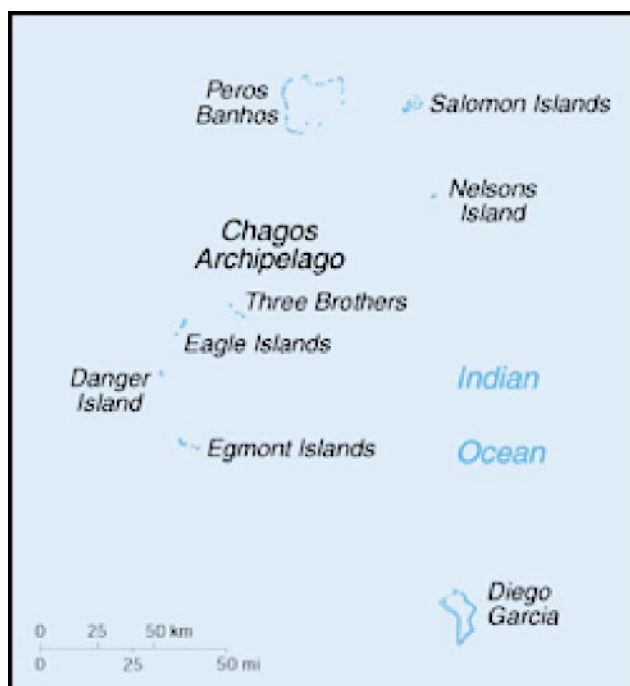 Peros
Banhos
Salomon Islands
Nelsons
Island
Chagos
Archipelago
Three Brothers
Eagle Islands
Danger
Island
Indian
Egmont Islands
Ocean
Diego
Garcia
0 25 50 km
0 25 50 mi